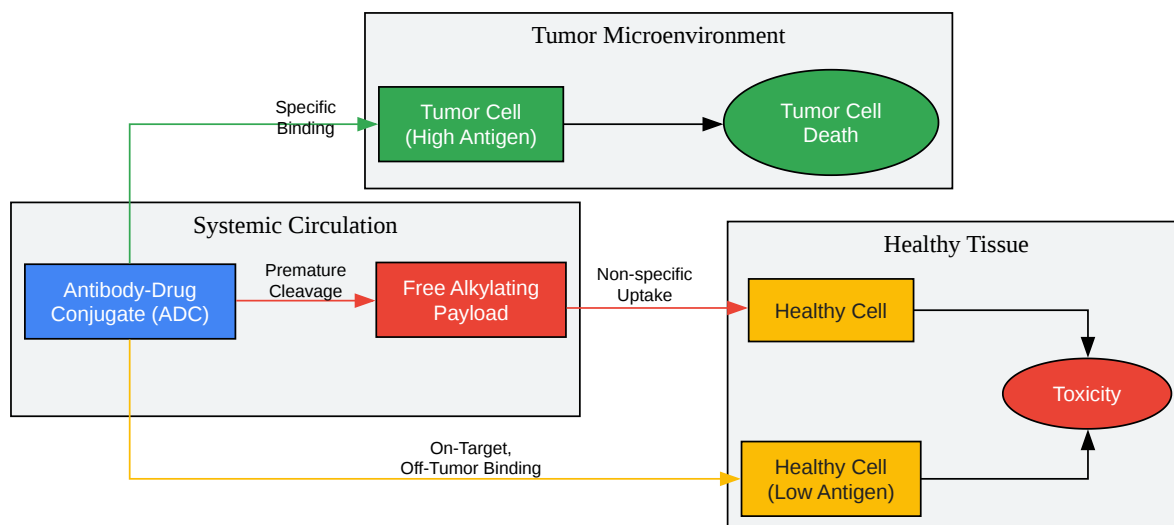 Tumor Microenvironment
Specific
Binding
Tumor Cell
(High Antigen)
Tumor Cell
Death
Systemic Circulation
Antibody-Drug
Conjugate (ADC)
Premature
Cleavage
Free Alkylating
Payload
Non-specific
Uptake
Healthy Tissue
Healthy Cell
Toxicity
On-Target,
Off-Tumor Binding
Healthy Cell
(Low Antigen)